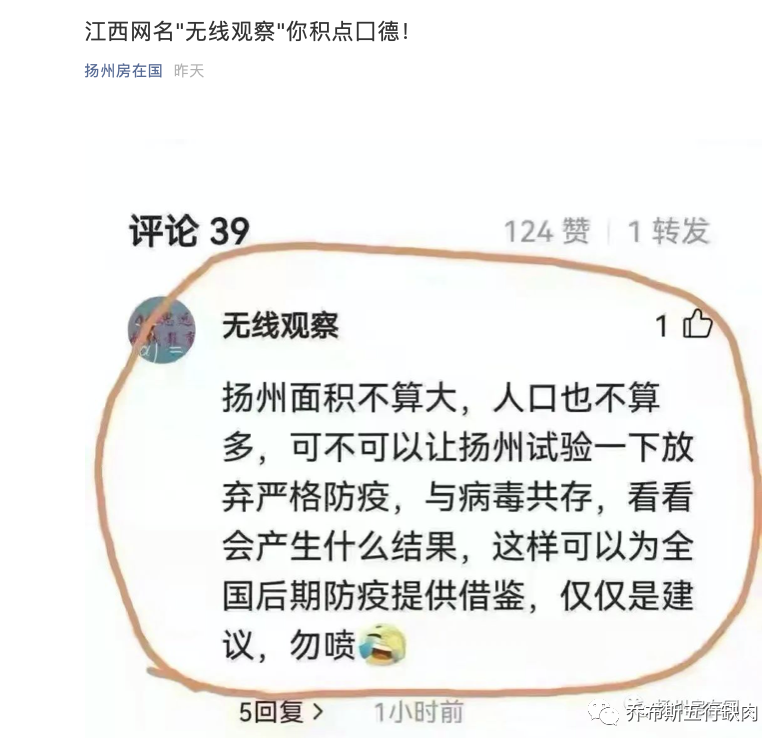 江西网名"无线观察"你积点囗德！
扬州房在国 昨天
评论 39
124 赞 | 1 转发
无线观察
1
扬州面积不算大，人口也不算
多，可不可以让扬州试验一下放
弃严格防疫，与病毒共存，看看
会产生什么结果，这样可以为全
国后期防疫提供借鉴，仅仅是建
议，勿喷
5回复 >
1小时前
乔布斯五行缺肉